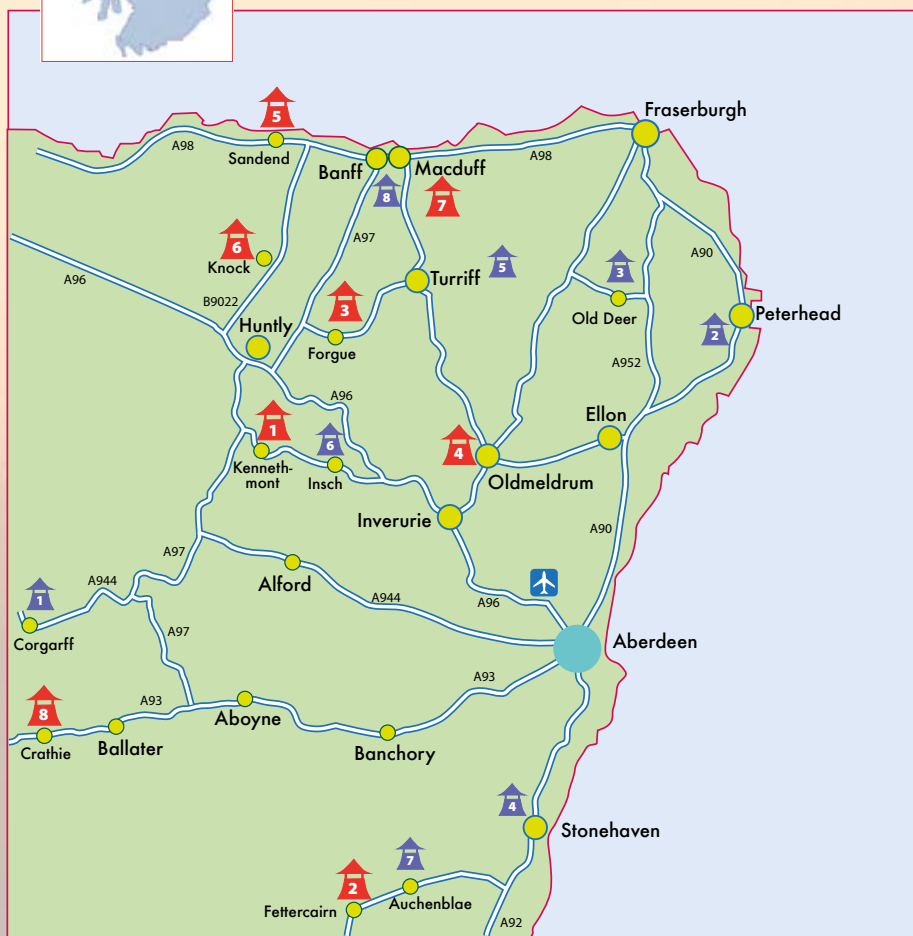 Fraserburgh
5
A98
Sandend
Banff
Macduff
A98
8
7
6
Knock
A97
A90
A96
B9022
5
3
Turriff
3
Old Deer
Peterhead
2
Huntly
Forgue
A952
A96
Ellon
1
6
4
Kenneth-
mont
Insch
Oldmeldrum
Inverurie
A90
A97
Alford
A944
1
A944
A96
Corgarff
A97
Aberdeen
A93
8
A93
Aboyne
Crathie
Ballater
Banchory
4
Stonehaven
7
2
Auchenblae
Fettercairn
A92